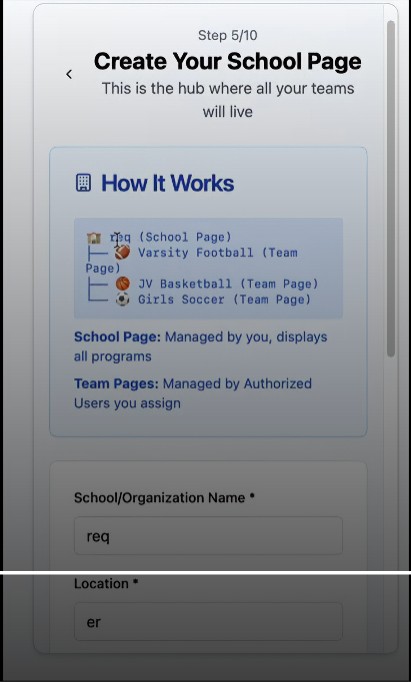 Step 5/10
Create Your School Page
This is the hub where all your teams
will live
How It Works
req (School Page)
Varsity Football (Team
Page)
JV Basketball (Team Page)
Girls Soccer (Team Page)
School Page: Managed by you, displays
all programs
Team Pages: Managed by Authorized
Users you assign
School/Organization Name *
req
Location *
er